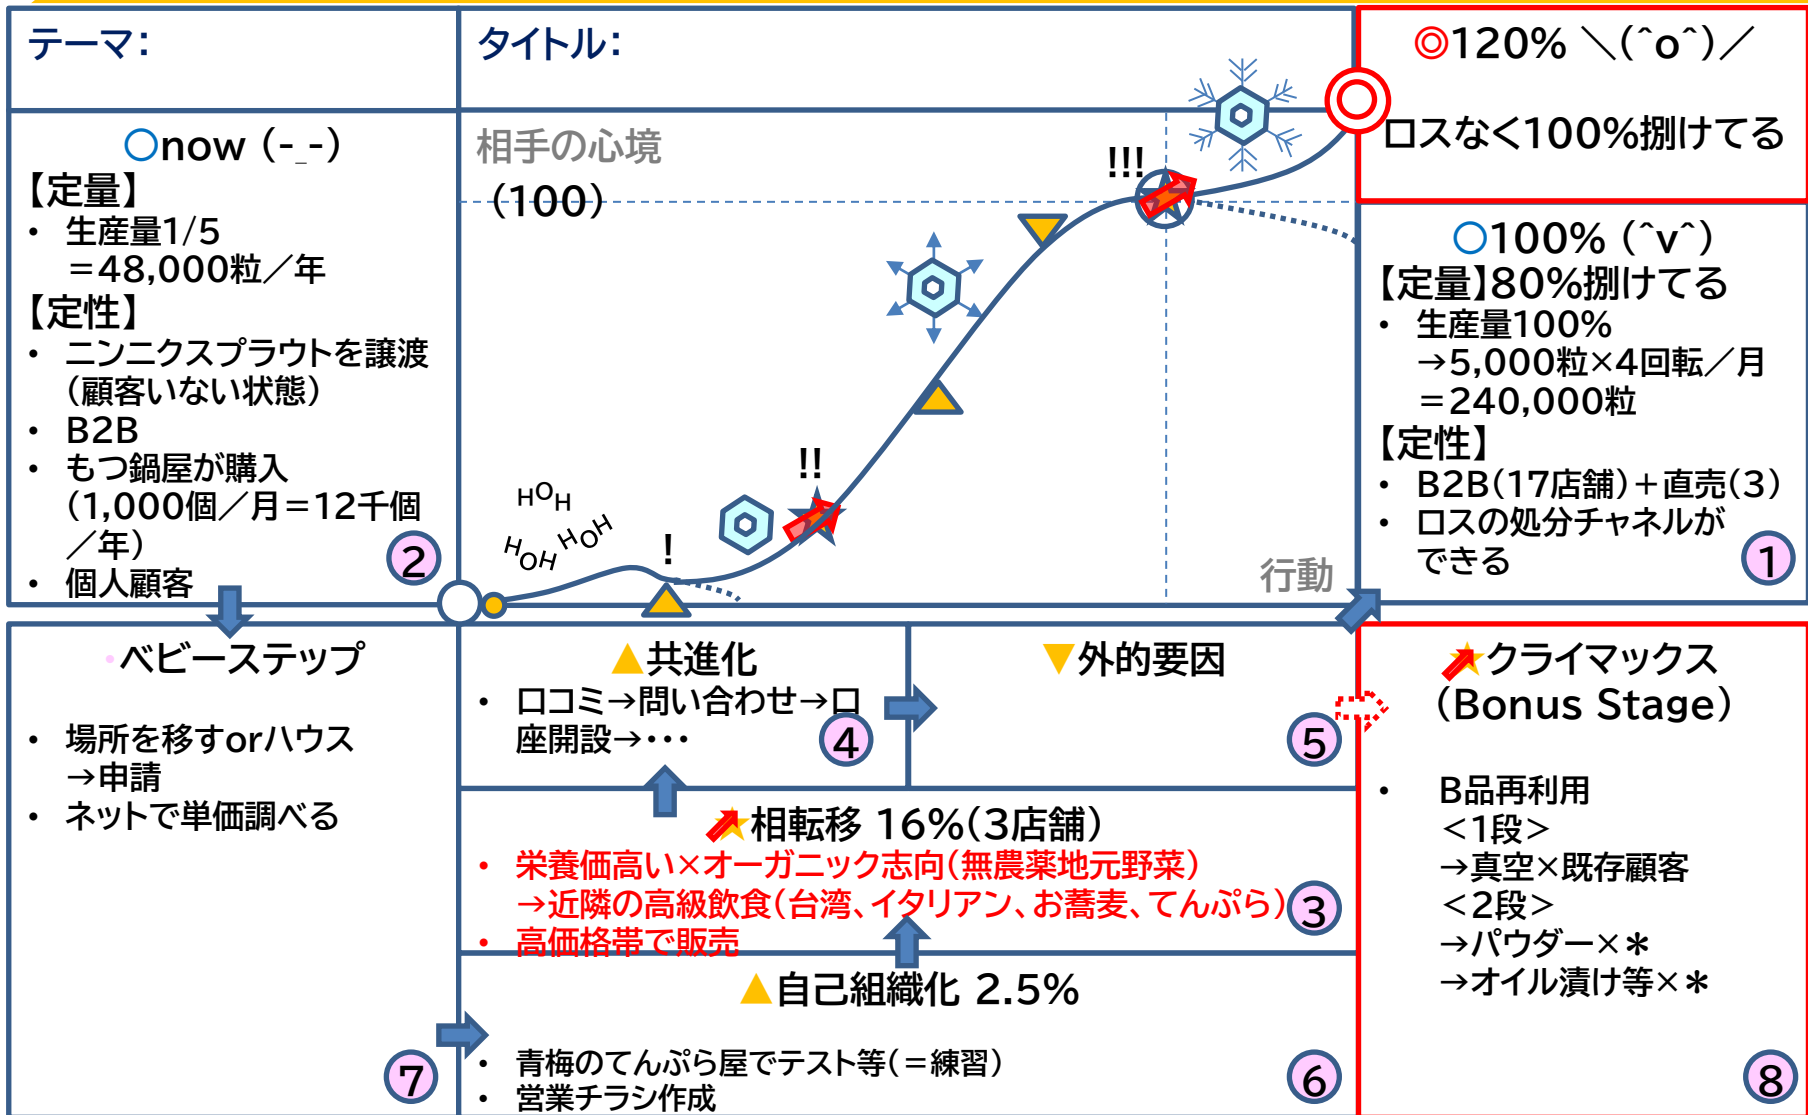 テーマ：
タイトル：
◎120% ＼(^o^)／
ロスなく100%捌けてる
○now (-_-)
【定量】
・ 生産量1/5
＝48,000粒／年
【定性】
・ ニンニクスプラウトを譲渡
（顧客いない状態）
・ B2B
・ もつ鍋屋が購入
（1,000個／月＝12千個
／年）
・ 個人顧客
②
相手の心境
（100）
!!!
!!
!
HOH
HOH
HOH
行動
○100% (^v^)
【定量】80%捌けてる
・ 生産量100%
→5,000粒×4回転／月
＝240,000粒
【定性】
・ B2B（17店舗）＋直売（3）
・ ロスの処分チャネルが
できる
①
・ベビーステップ
・ 場所を移すorハウス
→申請
・ ネットで単価調べる
⑦
▲共進化
・ 口コミ→問い合わせ→口
座開設→・・・
④
▼外的要因
⑤
相転移 16%（3店舗）
・ 栄養価高い×オーガニック志向（無農薬地元野菜）
→近隣の高級飲食（台湾、イタリアン、お蕎麦、てんぷら）
・ 高価格帯で販売
③
▲自己組織化 2.5%
・ 青梅のてんぷら屋でテスト等（＝練習）
・ 営業チラシ作成
⑥
クライマックス
（Bonus Stage）
・ B品再利用
＜1段＞
→真空×既存顧客
＜2段＞
→パウダー×＊
→オイル漬け等×＊
⑧